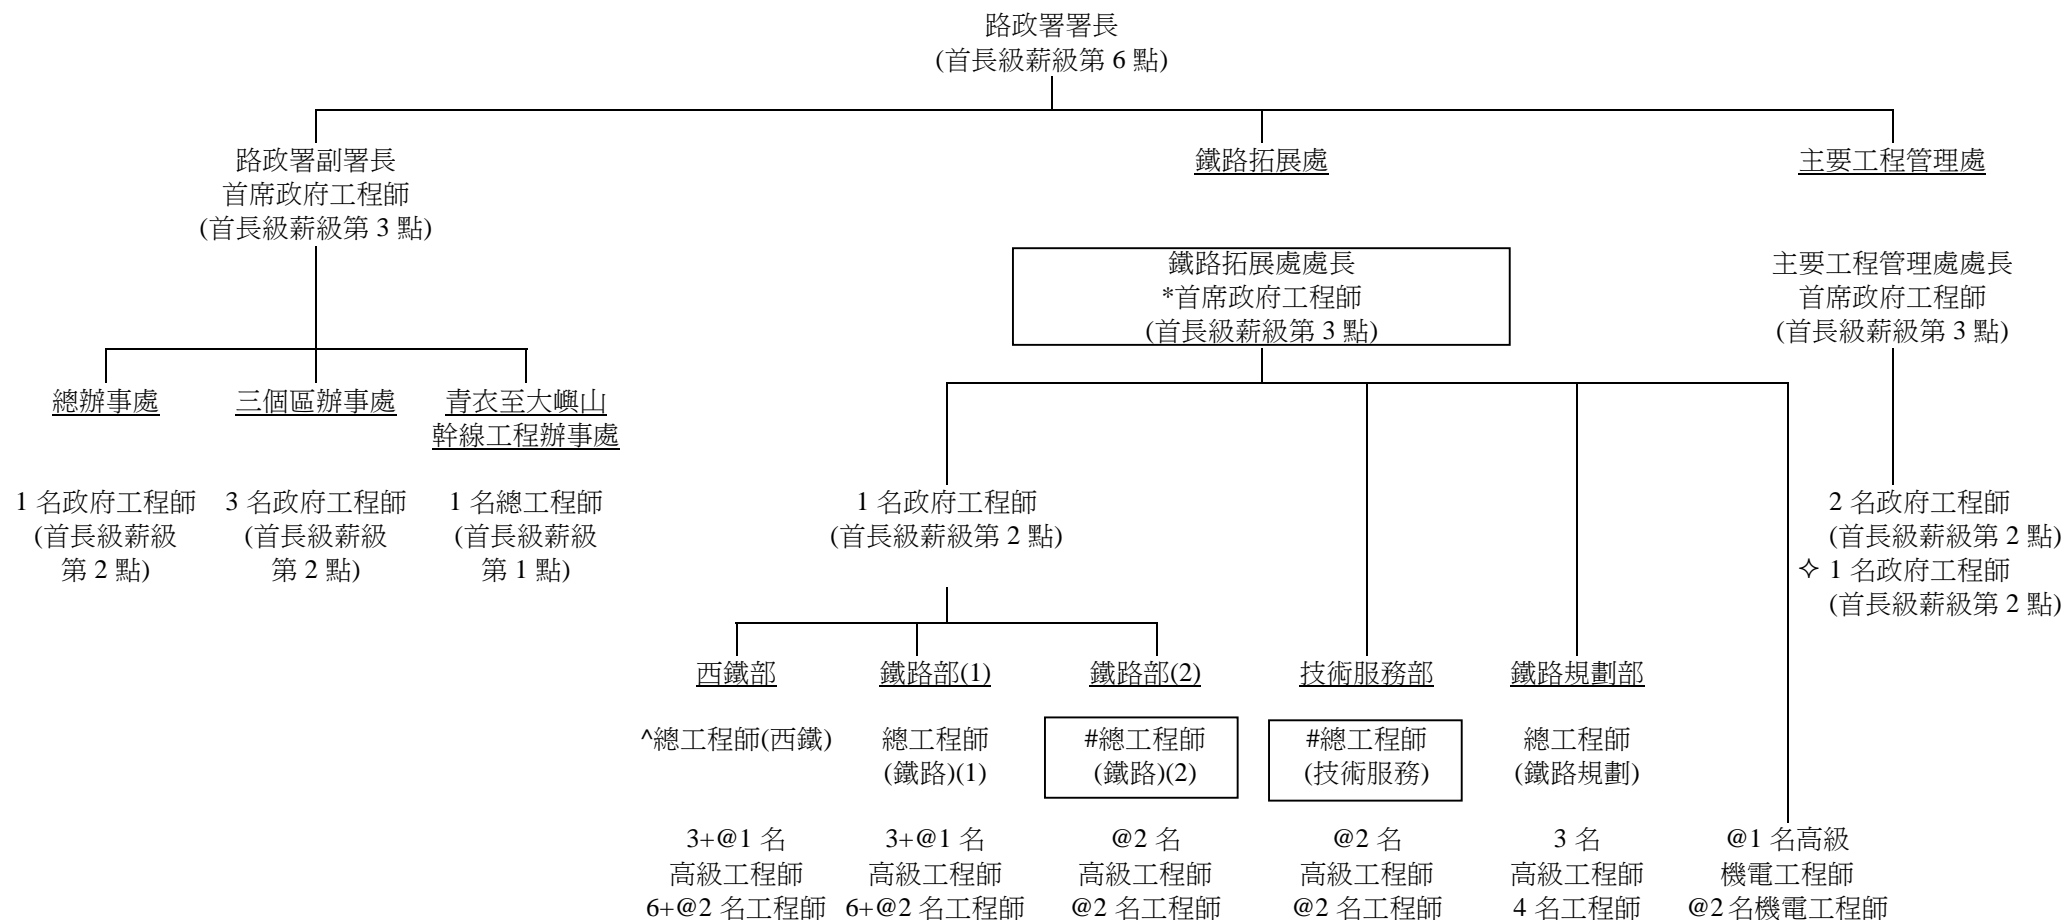 路政署署長
(首長級薪級第 6 點)
路政署副署長
首席政府工程師
(首長級薪級第 3 點)
鐵路拓展處
主要工程管理處
鐵路拓展處處長
*首席政府工程師
(首長級薪級第 3 點)
主要工程管理處處長
首席政府工程師
(首長級薪級第 3 點)
總辦事處
三個區辦事處
青衣至大嶼山
幹線工程辦事處
1 名政府工程師
(首長級薪級
第 2 點)
3 名政府工程師
(首長級薪級
第 2 點)
1 名總工程師
(首長級薪級
第 1 點)
1 名政府工程師
(首長級薪級第 2 點)
2 名政府工程師
(首長級薪級第 2 點)
✧ 1 名政府工程師
(首長級薪級第 2 點)
西鐵部
鐵路部(1)
鐵路部(2)
技術服務部
鐵路規劃部
^總工程師(西鐵)
總工程師
(鐵路)(1)
#總工程師
(鐵路)(2)
#總工程師
(技術服務)
總工程師
(鐵路規劃)
3+@1 名
高級工程師
6+@2 名工程師
3+@1 名
高級工程師
6+@2 名工程師
@2 名
高級工程師
@2 名工程師
@2 名
高級工程師
@2 名工程師
3 名
高級工程師
4 名工程師
@1 名高級
機電工程師
@2名機電工程師